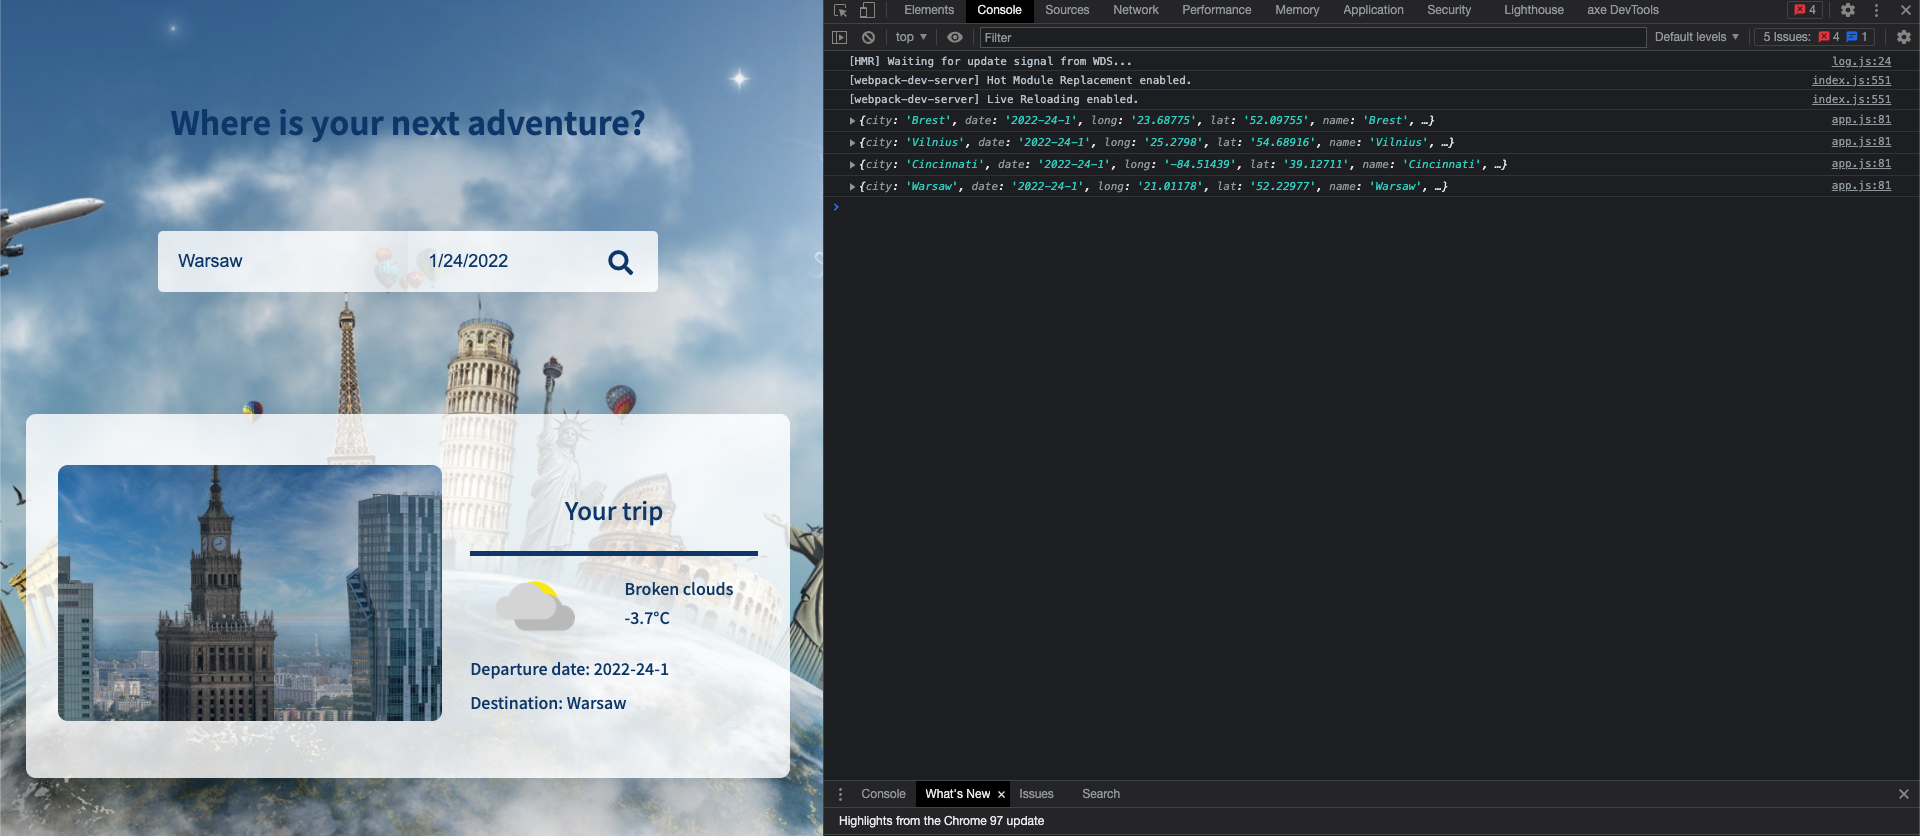 Where is your next adventure?
Warsaw 1/24/2022
Your trip
Broken clouds
-3.7°C
Departure date: 2022-24-1
Destination: Warsaw
Elements Console Sources Network Performance Memory Application Security Lighthouse axe DevTools 4
top Filter Default levels 5 Issues: 4 1
[HMR] Waiting for update signal from WDS... log.js:24
[webpack-dev-server] Hot Module Replacement enabled. index.js:551
[webpack-dev-server] Live Reloading enabled. index.js:551
{city: 'Brest', date: '2022-24-1', long: '23.68775', lat: '52.09755', name: 'Brest', …} app.js:81
{city: 'Vilnius', date: '2022-24-1', long: '25.2798', lat: '54.68916', name: 'Vilnius', …} app.js:81
{city: 'Cincinnati', date: '2022-24-1', long: '-84.51439', lat: '39.12711', name: 'Cincinnati', …} app.js:81
{city: 'Warsaw', date: '2022-24-1', long: '21.01178', lat: '52.22977', name: 'Warsaw', …} app.js:81
Console What's New Issues Search
Highlights from the Chrome 97 update